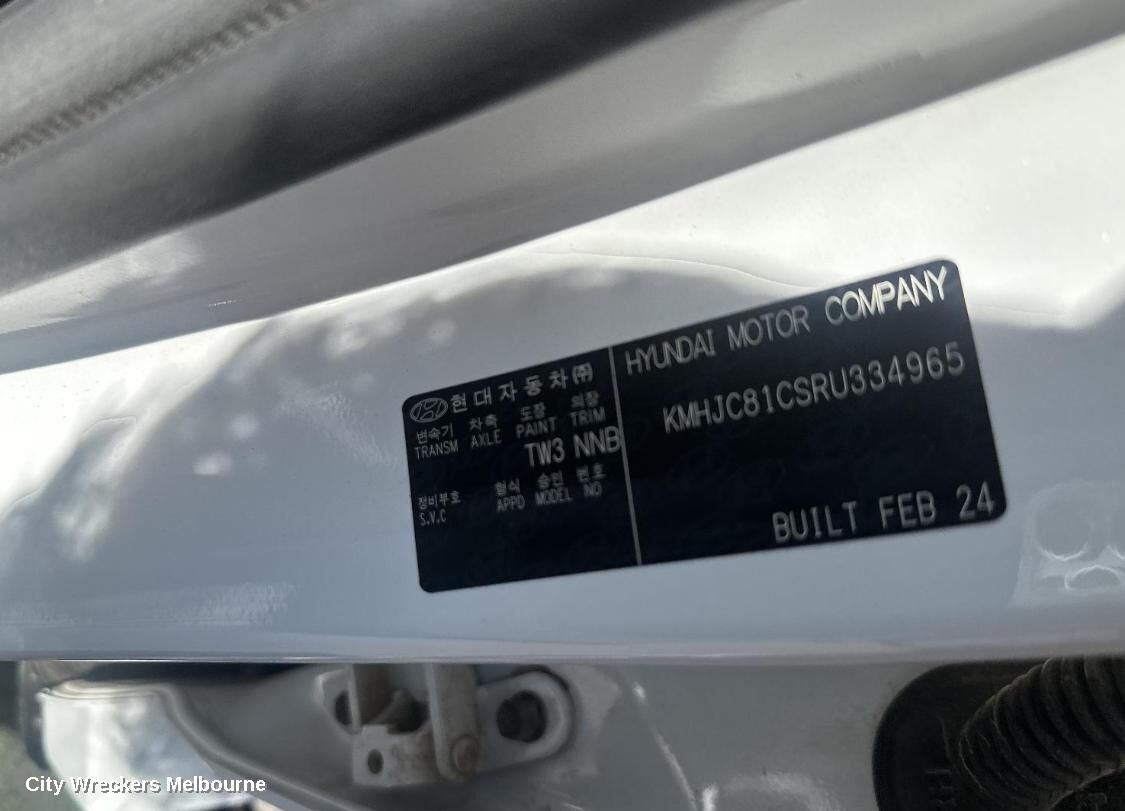 현대자동차(주)
변속기 차축 도장 의장
TRANSM AXLE PAINT TRIM
TW3 NNB
정비부호 형식 승인 번호
S.V.C APPD MODEL NO
HYUNDAI MOTOR COMPANY
KMHJC81CSRU334965
BUILT FEB 24
City Wreckers Melbourne